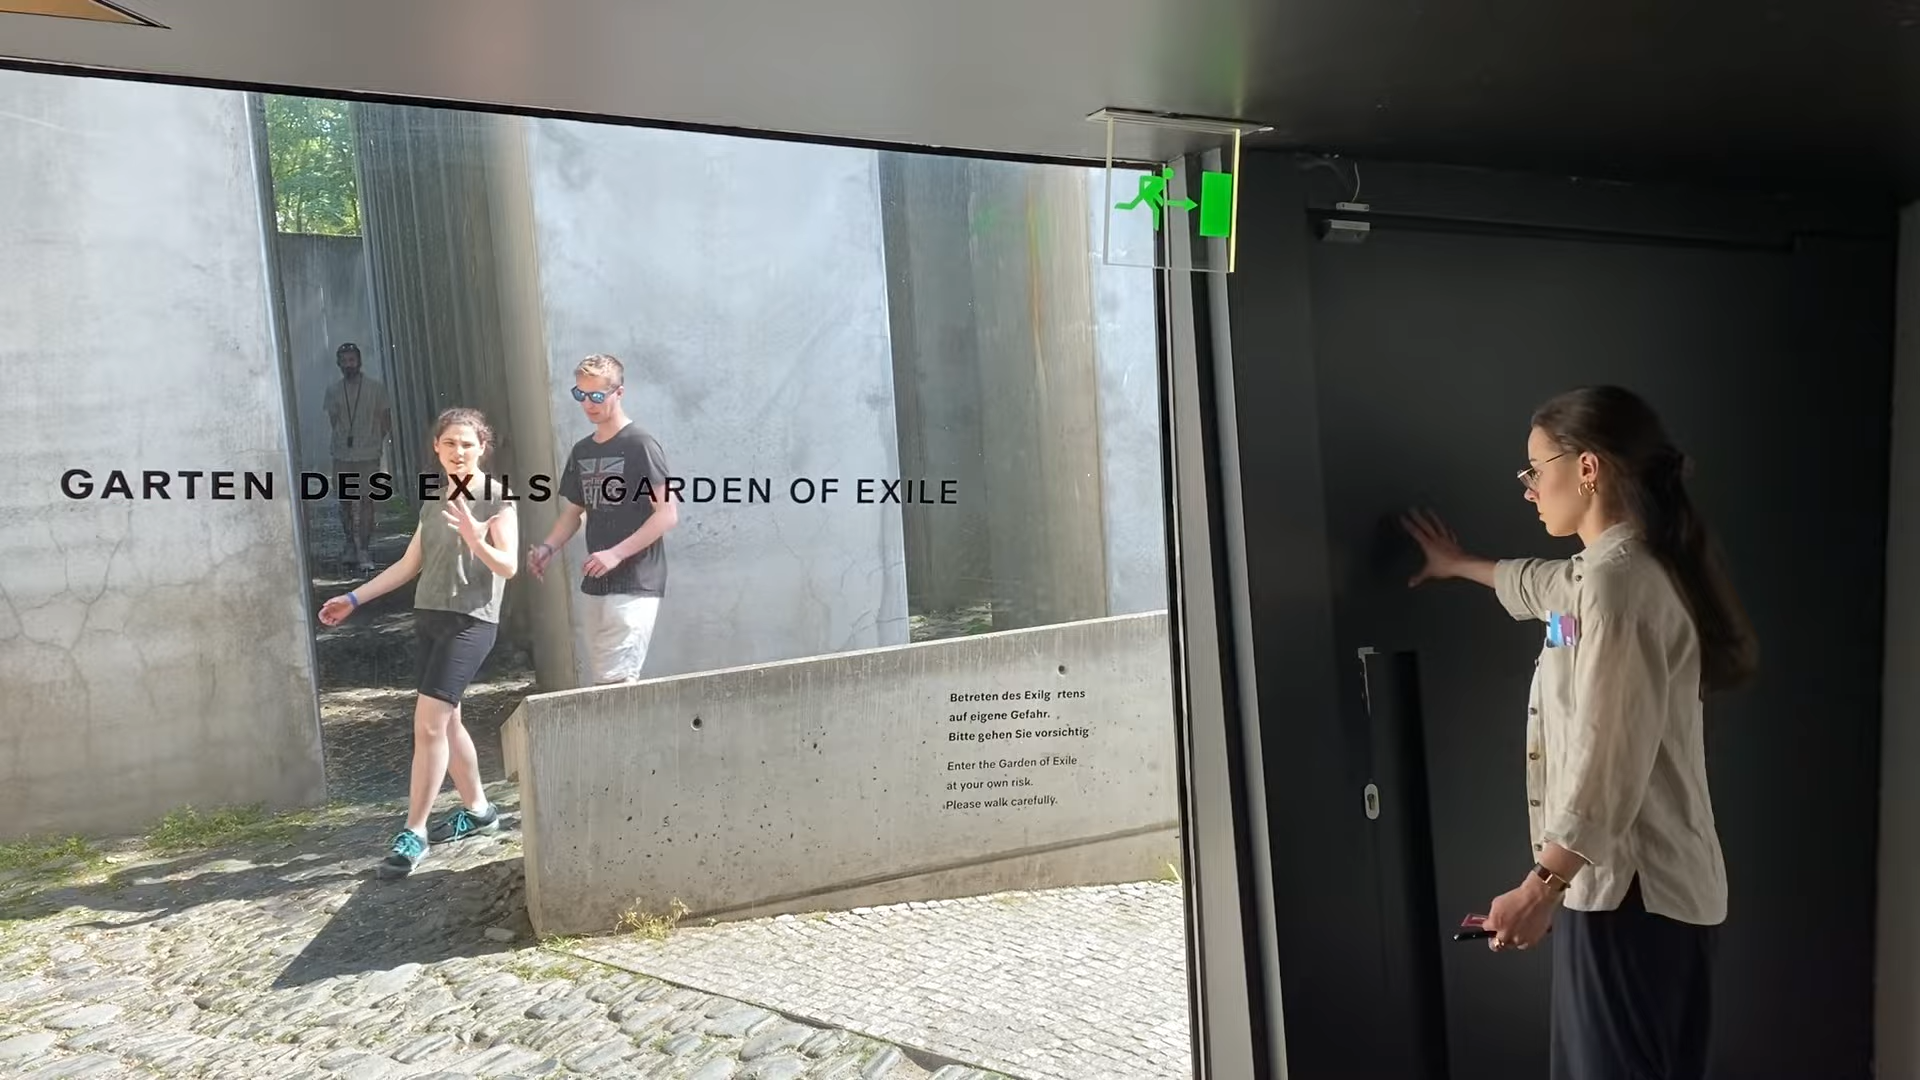 GARTEN DES EXILS GARDEN OF EXILE
Betreten des Exilg rtens
auf eigene Gefahr.
Bitte gehen Sie vorsichtig
Enter the Garden of Exile
at your own risk.
Please walk carefully.